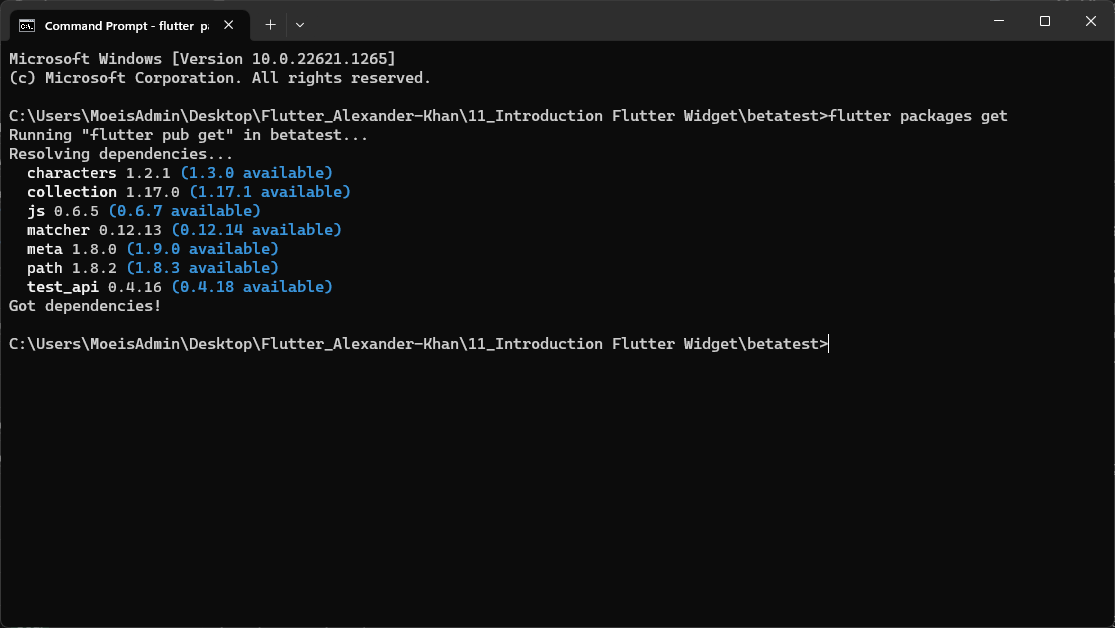 Command Prompt - flutter pa
Microsoft Windows [Version 10.0.22621.1265]
(c) Microsoft Corporation. All rights reserved.
C:\Users\MoeisAdmin\Desktop\Flutter_Alexander-Khan\11_Introduction Flutter Widget\betatest>flutter packages get
Running "flutter pub get" in betatest...
Resolving dependencies...
characters 1.2.1 (1.3.0 available)
collection 1.17.0 (1.17.1 available)
js 0.6.5 (0.6.7 available)
matcher 0.12.13 (0.12.14 available)
meta 1.8.0 (1.9.0 available)
path 1.8.2 (1.8.3 available)
test_api 0.4.16 (0.4.18 available)
Got dependencies!
C:\Users\MoeisAdmin\Desktop\Flutter_Alexander-Khan\11_Introduction Flutter Widget\betatest>